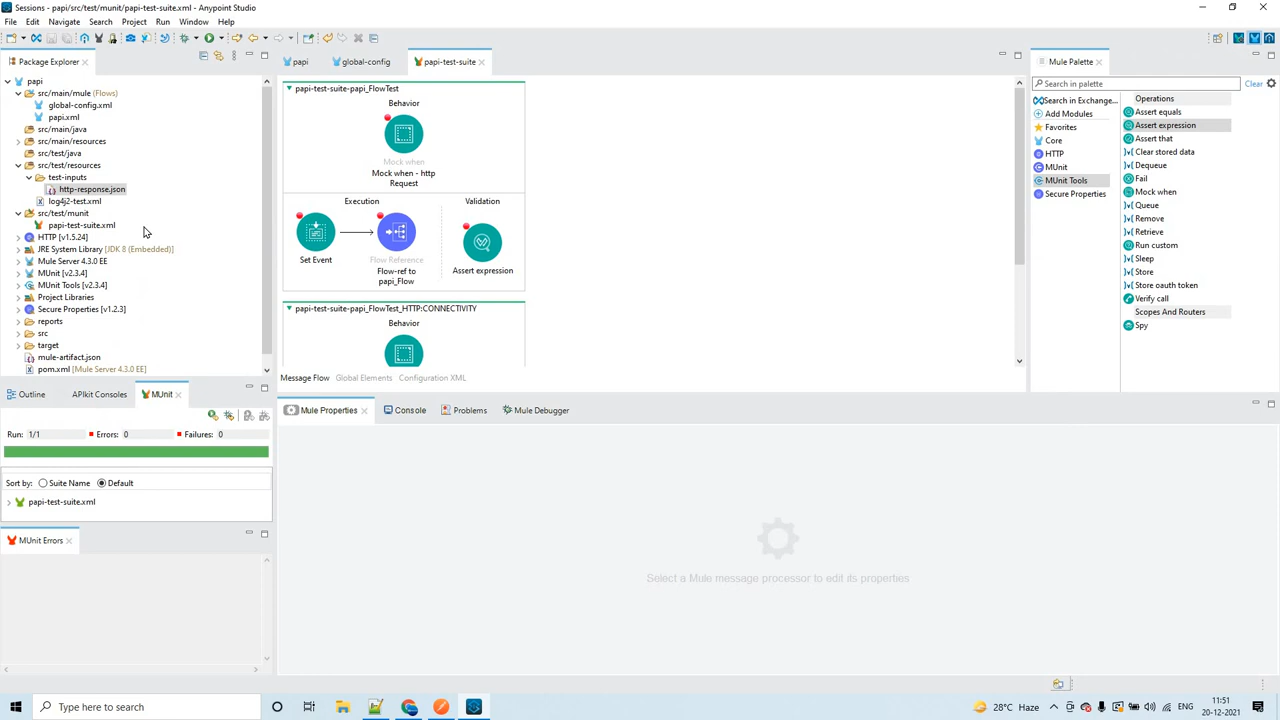 Sessions - papi/src/test/munit/papi-test-suite.xml - Anypoint Studio
File Edit Navigate Search Project Run Window Help
Package Explorer
papi
src/main/mule (Flows)
global-config.xml
papi.xml
src/main/java
src/main/resources
src/test/java
src/test/resources
test-inputs
http-response.json
log4j2-test.xml
src/test/munit
papi-test-suite.xml
HTTP [v1.5.24]
JRE System Library [JDK 8 (Embedded)]
Mule Server 4.3.0 EE
MUnit [v2.3.4]
MUnit Tools [v2.3.4]
Project Libraries
Secure Properties [v1.2.3]
reports
src
target
mule-artifact.json
pom.xml [Mule Server 4.3.0 EE]
papi global-config papi-test-suite
papi-test-suite-papi_FlowTest
Behavior
Mock when
Mock when - http
Request
Execution
Validation
Set Event
Flow Reference
Flow-ref to
papi_Flow
Assert expression
papi-test-suite-papi_FlowTest_HTTP:CONNECTIVITY
Behavior
Message Flow Global Elements Configuration XML
Mule Palette
Search in palette
Clear
Search in Exchange...
Add Modules
Favorites
Core
HTTP
MUnit
MUnit Tools
Secure Properties
Operations
Assert equals
Assert expression
Assert that
Clear stored data
Dequeue
Fail
Mock when
Queue
Remove
Retrieve
Run custom
Sleep
Store
Store oauth token
Verify call
Scopes And Routers
Spy
Outline APIkit Consoles MUnit
Run: 1/1 Errors: 0 Failures: 0
Sort by: Suite Name Default
papi-test-suite.xml
MUnit Errors
Mule Properties Console Problems Mule Debugger
Select a Mule message processor to edit its properties
Type here to search
28°C Haze
ENG
11:51
20-12-2021